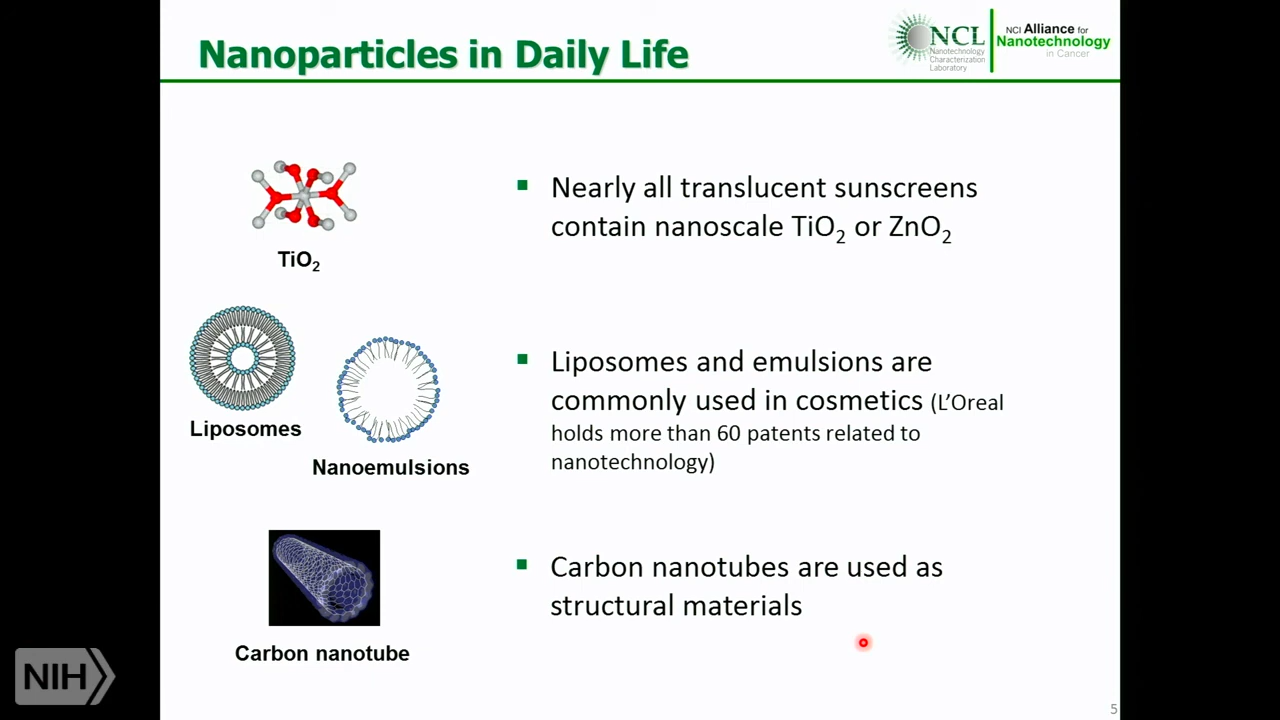 Nanoparticles in Daily Life
NCL
Nanotechnology
Characterization
Laboratory
NCI Alliance for
Nanotechnology
in Cancer
TiO2
Nearly all translucent sunscreens
contain nanoscale TiO2 or ZnO2
Liposomes
Nanoemulsions
Liposomes and emulsions are
commonly used in cosmetics (L'Oreal
holds more than 60 patents related to
nanotechnology)
Carbon nanotube
Carbon nanotubes are used as
structural materials
NIH
5